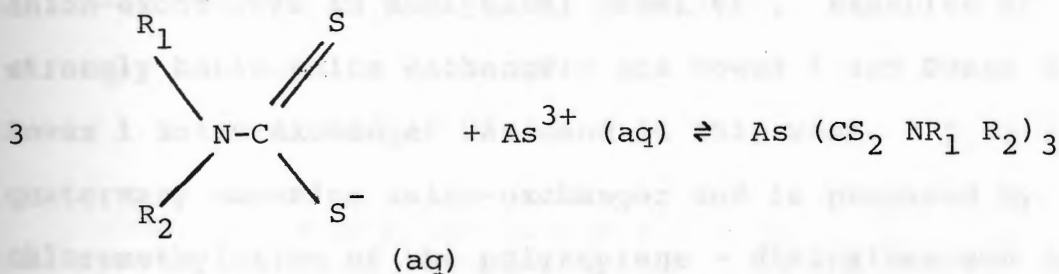 R1 S
3 N-C + As3+ (aq) ⇌ As (CS2 NR1 R2)3
R2 S-
(aq)